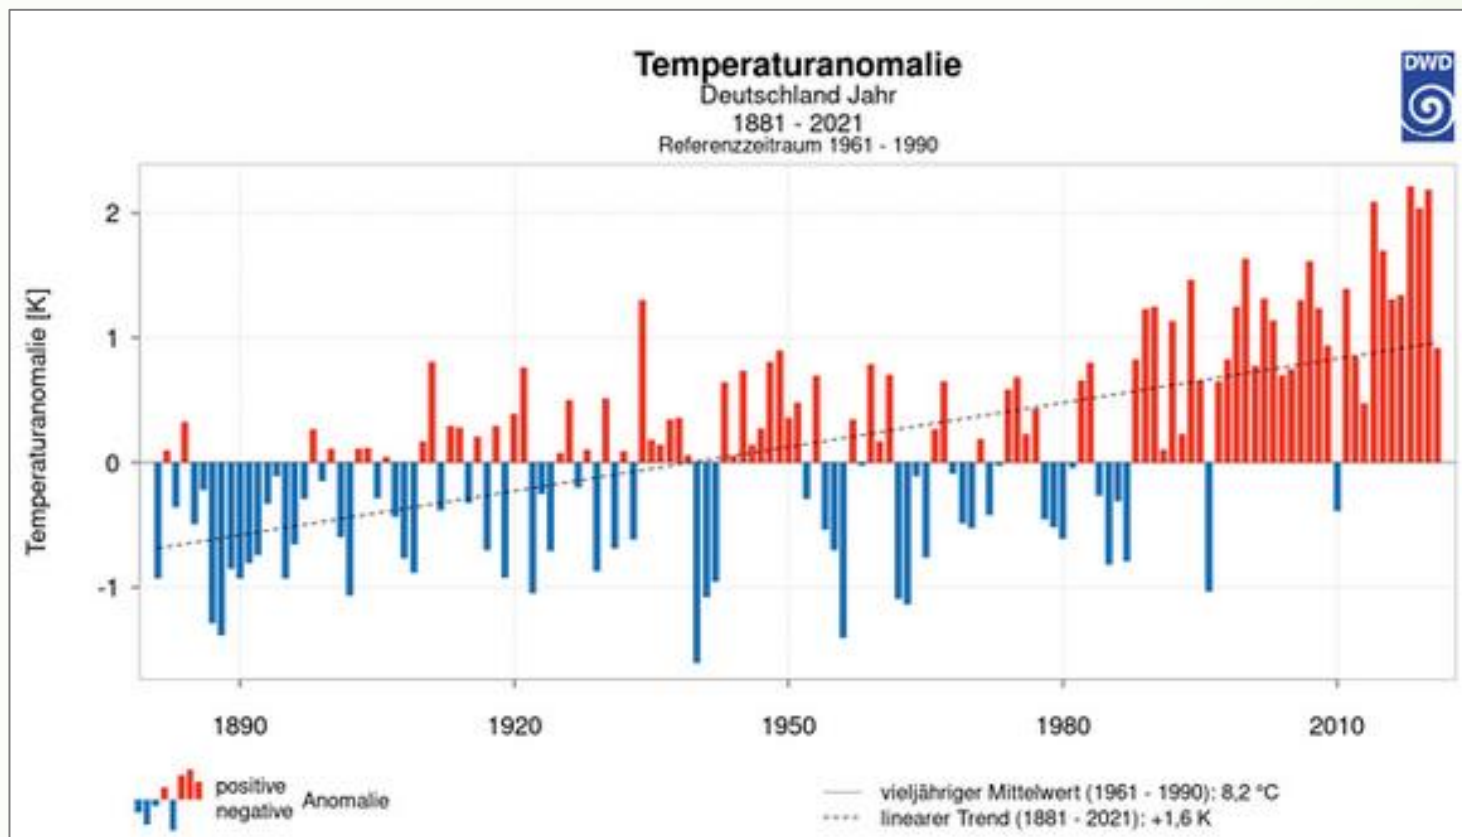 Temperaturanomalie
Deutschland Jahr
1881 - 2021
Referenzzeitraum 1961 - 1990
DWD
Temperaturanomalie [K]
2
1
0
-1
1890 1920 1950 1980 2010
positive
negative
Anomalie
vieljähriger Mittelwert (1961 - 1990): 8,2 °C
linearer Trend (1881 - 2021): +1,6 K